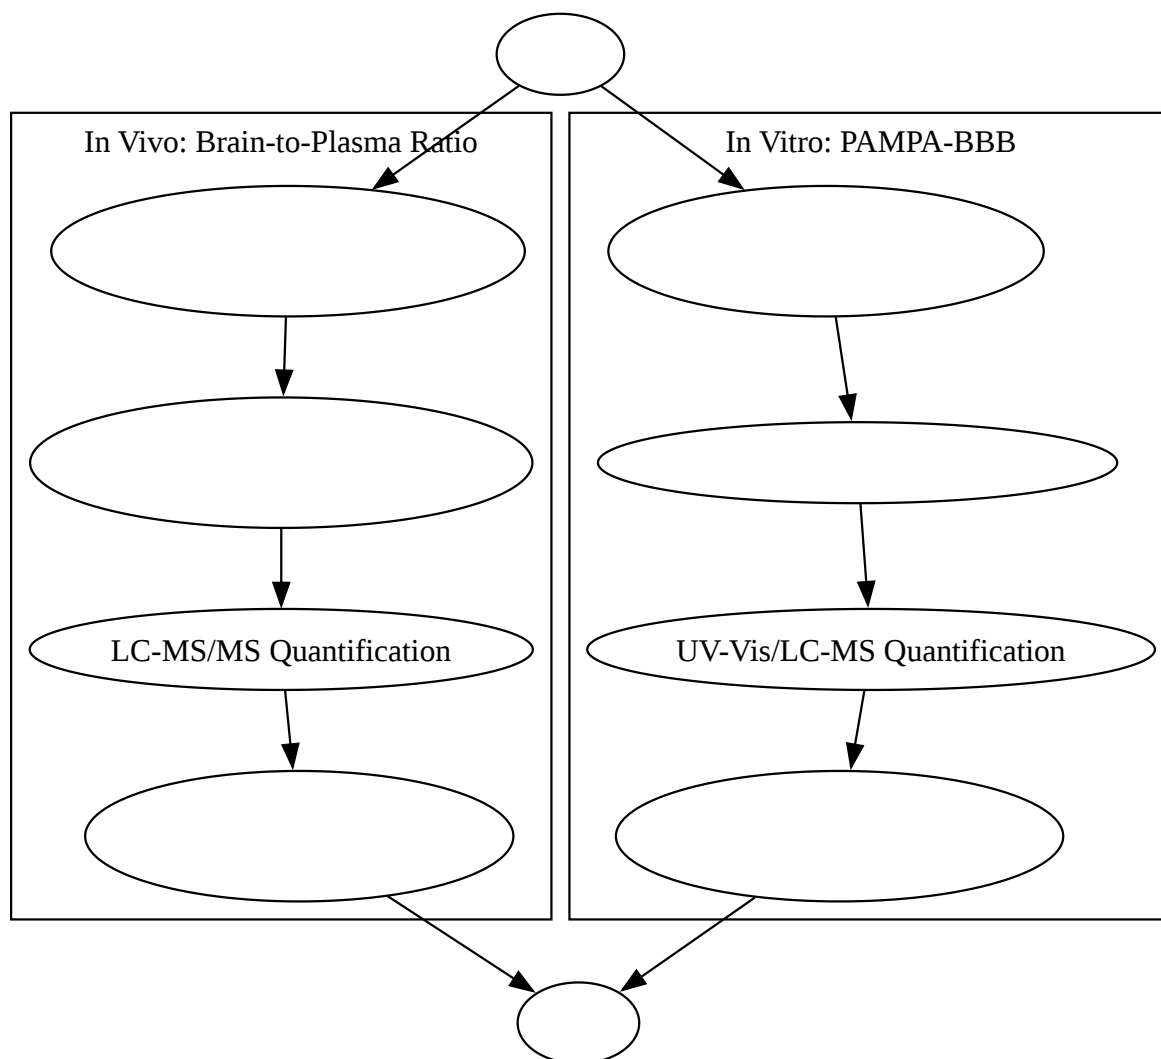 In Vivo: Brain-to-Plasma Ratio
In Vitro: PAMPA-BBB
LC-MS/MS Quantification
UV-Vis/LC-MS Quantification